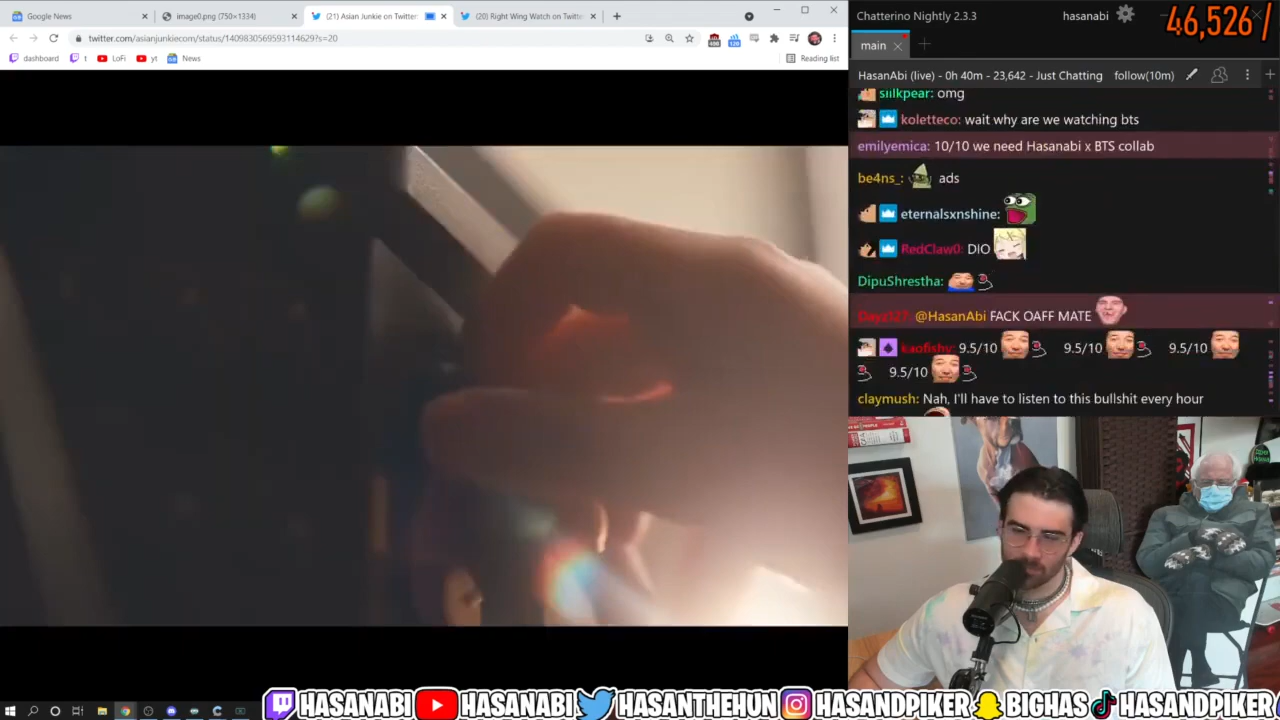 Google News
image0.png (750×1334)
(21) Asian Junkie on Twitter
(20) Right Wing Watch on Twitt
twitter.com/asianjunkiecom/status/1409830569593114629?s=20
dashboard
t
LoFi
yt
News
Reading list
Chatterino Nightly 2.3.3
hasanabi
46,526 /
main
HasanAbi (live) - 0h 40m - 23,642 - Just Chatting
follow(10m)
siilkpear: omg
koletteco: wait why are we watching bts
emilyemica: 10/10 we need Hasanabi x BTS collab
be4ns_: ads
eternalsxnshine:
RedClaw0: DIO
DipuShrestha:
@HasanAbi FACK OAFF MATE
kaofishy: 9.5/10 9.5/10 9.5/10
9.5/10
claymush: Nah, I'll have to listen to this bullshit every hour
HASANABI
HASANABI
HASANTHEHUN
HASANDPIKER
BIGHAS
HASANDPIKER